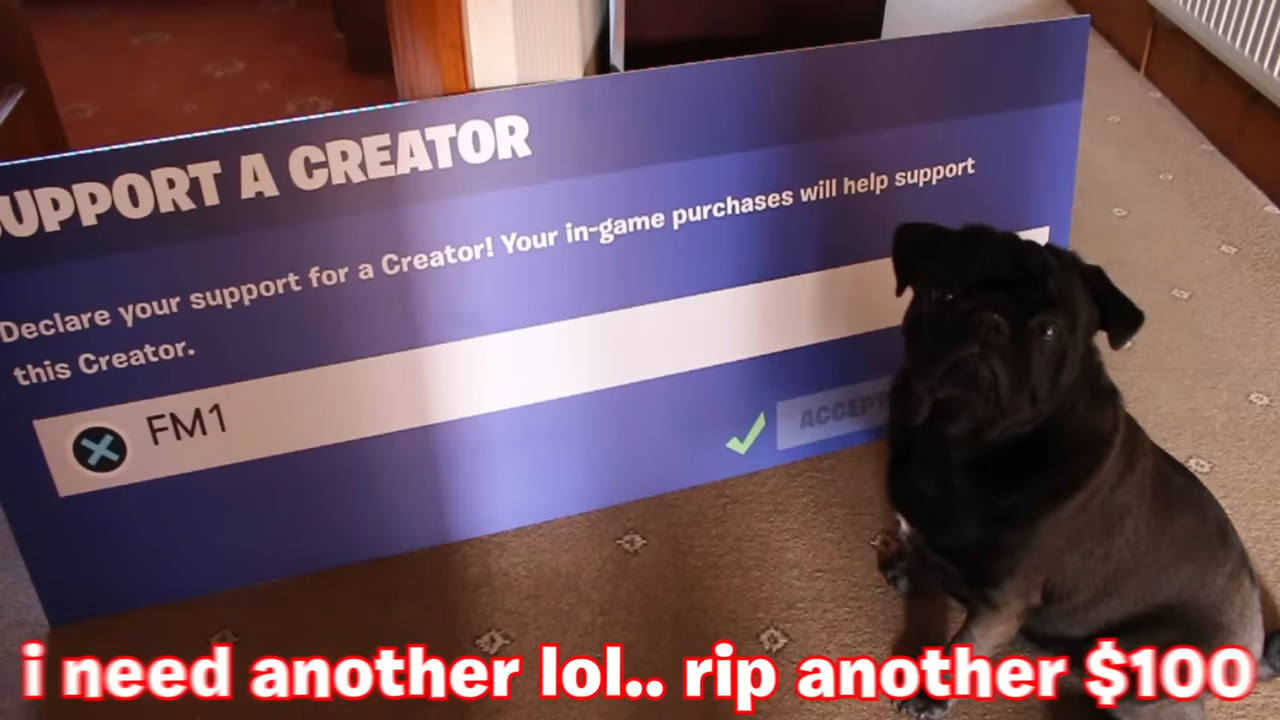 SUPPORT A CREATOR
Declare your support for a Creator! Your in-game purchases will help support
this Creator.
FM1
ACCEPT
i need another lol.. rip another $100